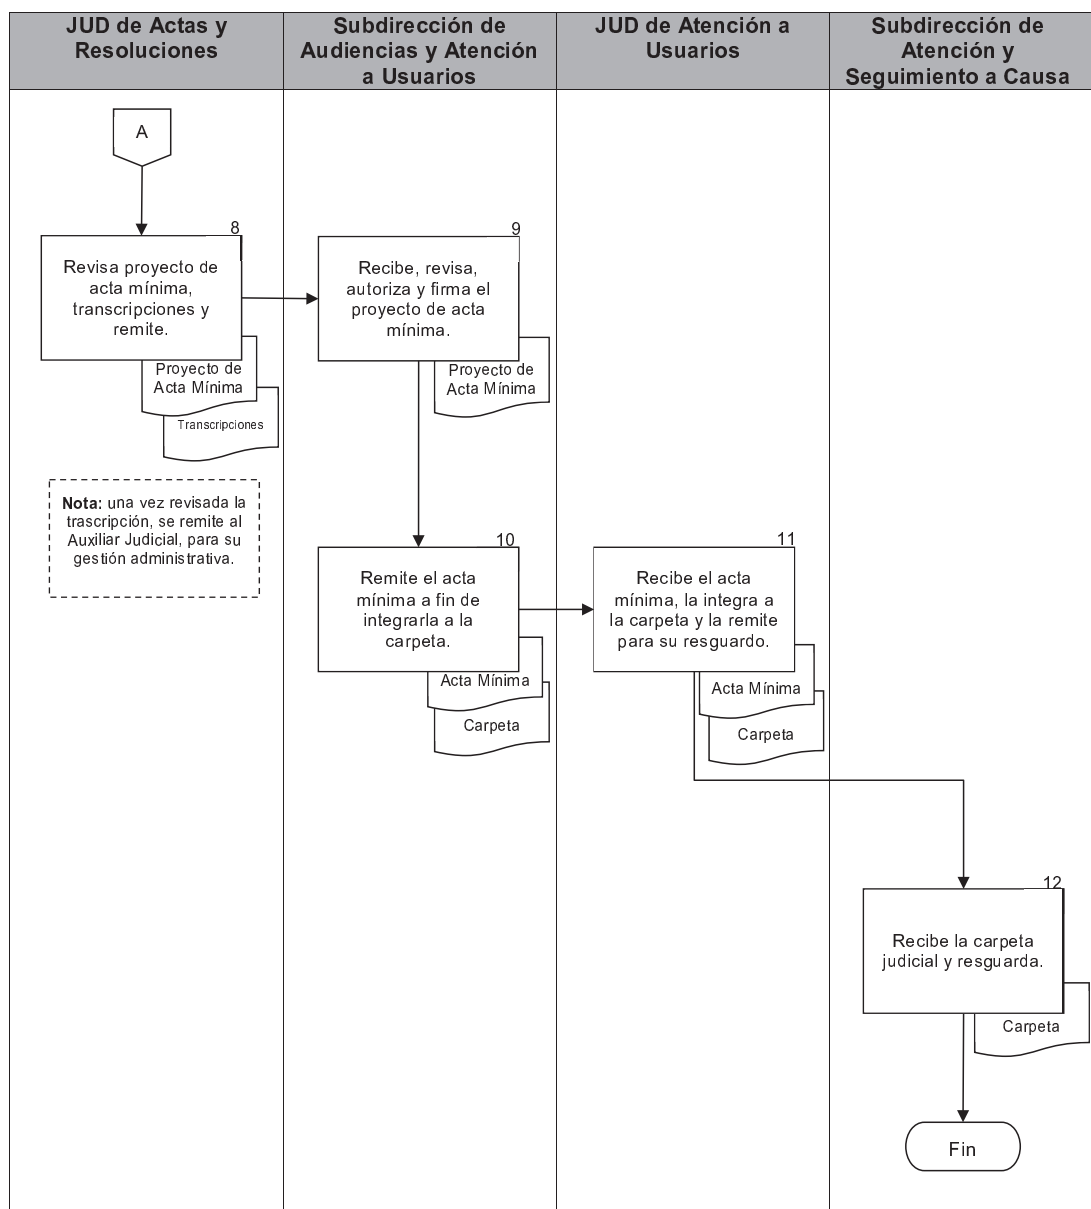 JUD de Actas y
Resoluciones
Subdirección de
Audiencias y Atención
a Usuarios
JUD de Atención a
Usuarios
Subdirección de
Atención y
Seguimiento a Causa
A
8
Revisa proyecto de
acta mínima,
transcripciones y
remite.
Proyecto de
Acta Mínima
Transcripciones
9
Recibe, revisa,
autoriza y firma el
proyecto de acta
mínima.
Proyecto de
Acta Mínima
Nota: una vez revisada la
trascripción, se remite al
Auxiliar Judicial, para su
gestión administrativa.
10
Remite el acta
mínima a fin de
integrarla a la
carpeta.
Acta Mínima
Carpeta
11
Recibe el acta
mínima, la integra a
la carpeta y la remite
para su resguardo.
Acta Mínima
Carpeta
12
Recibe la carpeta
judicial y resguarda.
Carpeta
Fin